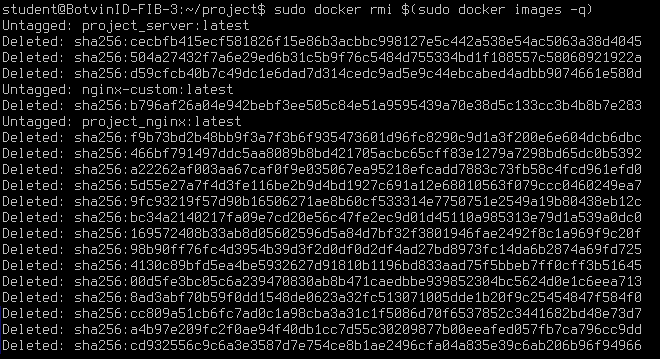 student@BotvinID-FIB-3:~/project$ sudo docker rmi $(sudo docker images -q)
Untagged: project_server:latest
Deleted: sha256:cecbfb415ecf581826f15e86b3acbbc998127e5c442a538e54ac5063a38d4045
Deleted: sha256:504a27432f7a6e29ed6b31c5b9f76c5484d755334bd1f188557c58068921922a
Deleted: sha256:d59cfcb40b7c49dc1e6dad7d314cedc9ad5e9c44ebcabed4adbb9074661e580d
Untagged: nginx-custom:latest
Deleted: sha256:b796af26a04e942bebf3ee505c84e51a9595439a70e38d5c133cc3b4b8b7e283
Untagged: project_nginx:latest
Deleted: sha256:f9b73bd2b48bb9f3a7f3b6f935473601d96fc8290c9d1a3f200e6e604dcb6dbc
Deleted: sha256:466bf791497ddc5aa8089b8bd421705acbc65cff83e1279a7298bd65dc0b5392
Deleted: sha256:a22262af003aa67caf0f9e035067ea95218efcadd7883c73fb58c4fcd961efd0
Deleted: sha256:5d55e27a7f4d3fe116be2b9d4bd1927c691a12e68010563f079ccc0460249ea7
Deleted: sha256:9fc93219f57d90b16506271ae8b60cf533314e7750751e2549a19b80438eb12c
Deleted: sha256:bc34a2140217fa09e7cd20e56c47fe2ec9d01d45110a985313e79d1a539a0dc0
Deleted: sha256:169572408b33ab8d05602596d5a84d7bf32f3801946fae2492f8c1a969f9c20f
Deleted: sha256:98b90ff76fc4d3954b39d3f2d0df0d2df4ad27bd8973fc14da6b2874a69fd725
Deleted: sha256:4130c89bfd5ea4be5932627d91810b1196bd833aad75f5bbeb7ff0cff3b51645
Deleted: sha256:00d5fe3bc05c6a239470830ab8b471caedbbe939852304bc5624d0e1c6eea713
Deleted: sha256:8ad3abf70b59f0dd1548de0623a32fc513071005dde1b20f9c25454847f584f0
Deleted: sha256:cc809a51cb6fc7ad0c1a98cba3a31c1f5086d70f6537852c3441682bd48e73d7
Deleted: sha256:a4b97e209fc2f0ae94f40db1cc7d55c30209877b00eeafed057fb7ca796cc9dd
Deleted: sha256:cd932556c9c6a3e3587d7e754ce8b1ae2496cfa04a835e39c6ab206b96f94966